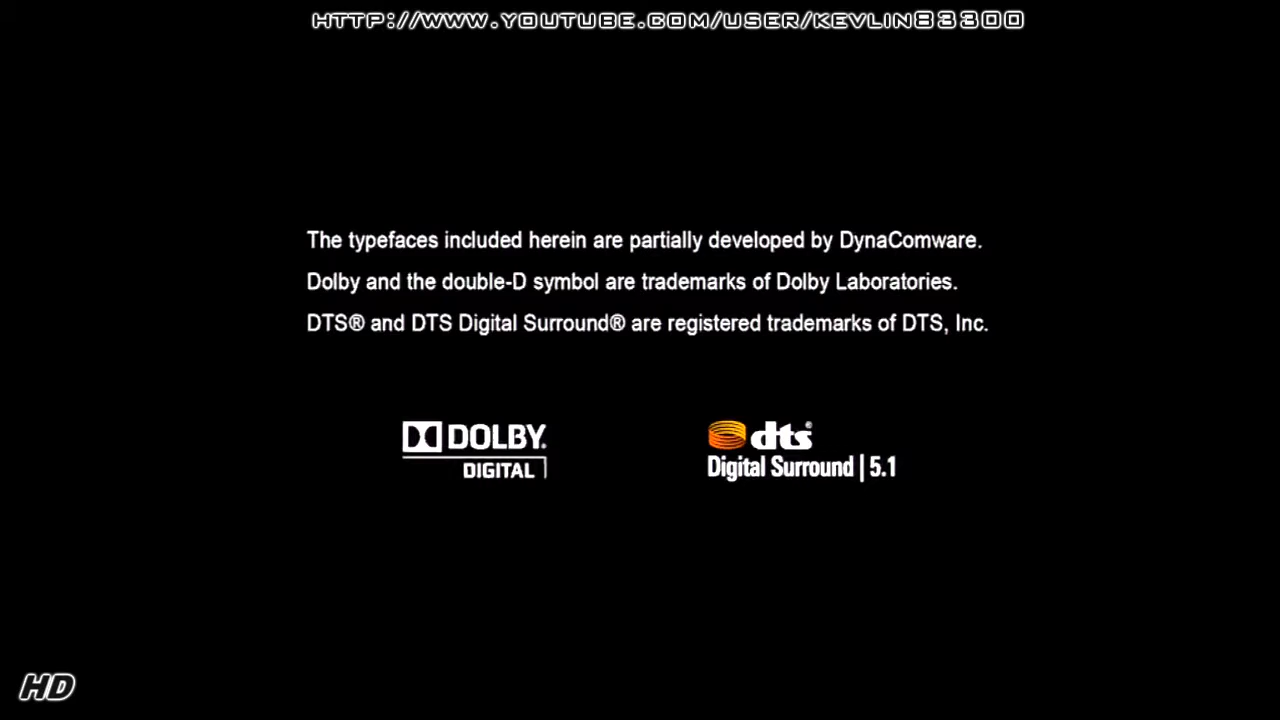 HTTP://WWW.YOUTUBE.COM/USER/KEVLIN83300
The typefaces included herein are partially developed by DynaComware.
Dolby and the double-D symbol are trademarks of Dolby Laboratories.
DTS® and DTS Digital Surround® are registered trademarks of DTS, Inc.
DOLBY®
DIGITAL
dts®
Digital Surround | 5.1
HD